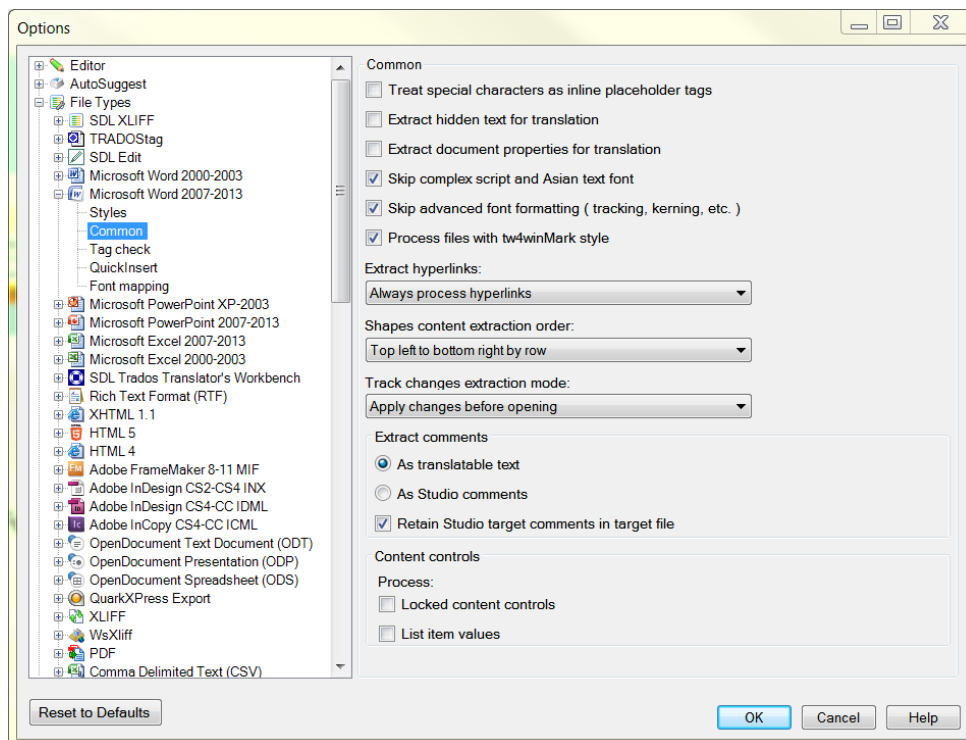 Options
Editor
AutoSuggest
File Types
SDL XLIFF
TRADOStag
SDL Edit
Microsoft Word 2000-2003
Microsoft Word 2007-2013
Styles
Common
Tag check
QuickInsert
Font mapping
Microsoft PowerPoint XP-2003
Microsoft PowerPoint 2007-2013
Microsoft Excel 2007-2013
Microsoft Excel 2000-2003
SDL Trados Translator's Workbench
Rich Text Format (RTF)
XHTML 1.1
HTML 5
HTML 4
Adobe FrameMaker 8-11 MIF
Adobe InDesign CS2-CS4 INX
Adobe InDesign CS4-CC IDML
Adobe InCopy CS4-CC ICML
OpenDocument Text Document (ODT)
OpenDocument Presentation (ODP)
OpenDocument Spreadsheet (ODS)
QuarkXPress Export
XLIFF
WsXliff
PDF
Comma Delimited Text (CSV)
Common
Treat special characters as inline placeholder tags
Extract hidden text for translation
Extract document properties for translation
Skip complex script and Asian text font
Skip advanced font formatting ( tracking, kerning, etc. )
Process files with tw4winMark style
Extract hyperlinks:
Always process hyperlinks
Shapes content extraction order:
Top left to bottom right by row
Track changes extraction mode:
Apply changes before opening
Extract comments
As translatable text
As Studio comments
Retain Studio target comments in target file
Content controls
Process:
Locked content controls
List item values
Reset to Defaults
OK
Cancel
Help